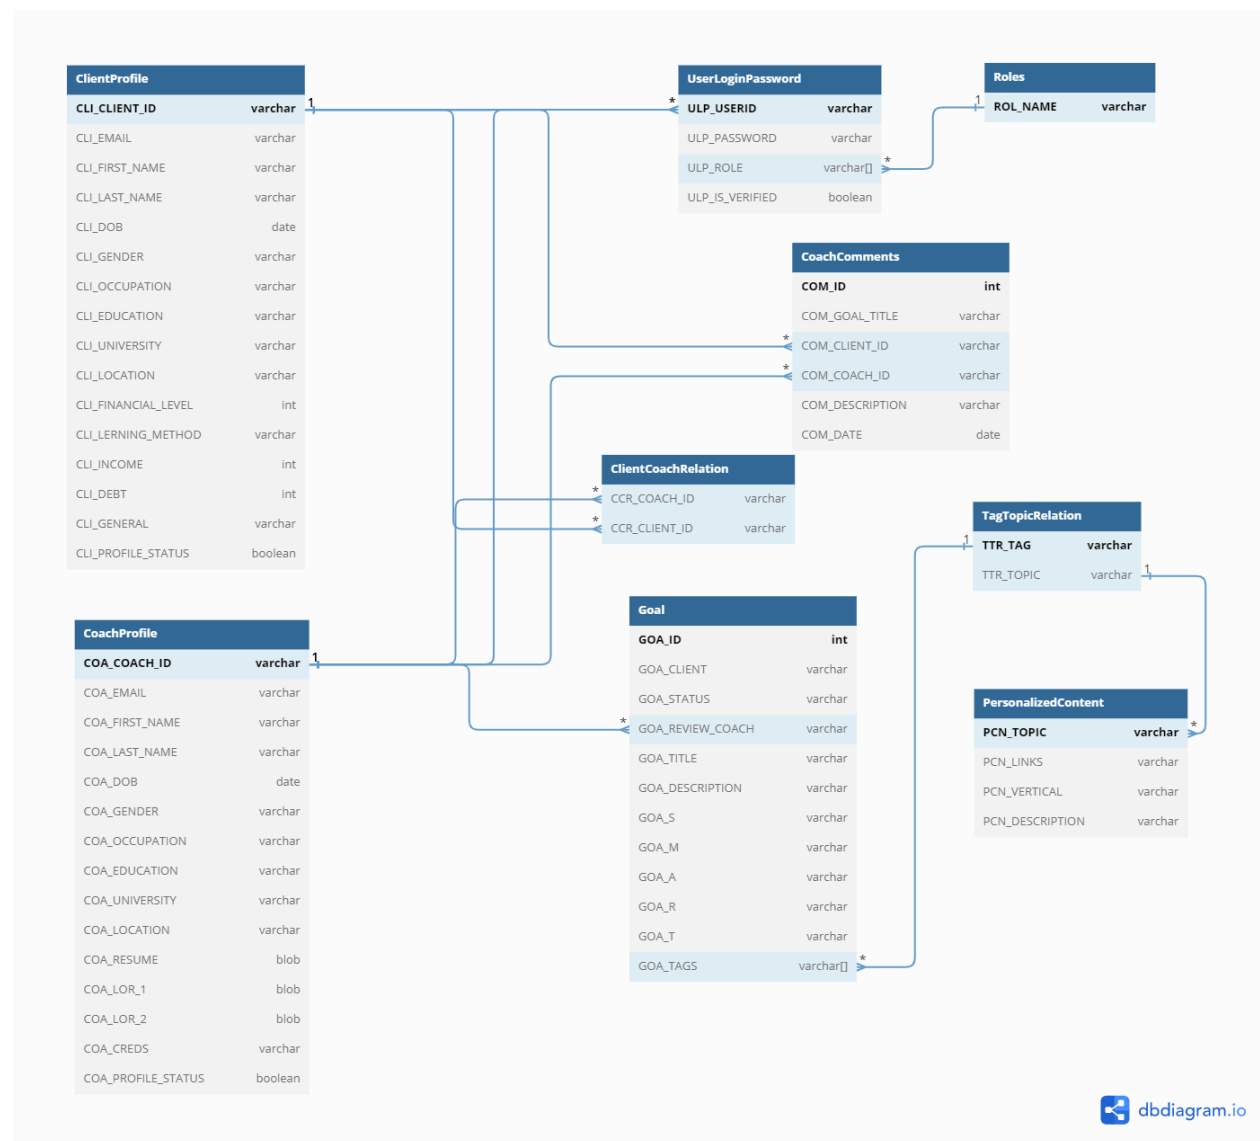 ClientProfile
CLI_CLIENT_ID varchar
CLI_EMAIL varchar
CLI_FIRST_NAME varchar
CLI_LAST_NAME varchar
CLI_DOB date
CLI_GENDER varchar
CLI_OCCUPATION varchar
CLI_EDUCATION varchar
CLI_UNIVERSITY varchar
CLI_LOCATION varchar
CLI_FINANCIAL_LEVEL int
CLI_LERNING_METHOD varchar
CLI_INCOME int
CLI_DEBT int
CLI_GENERAL varchar
CLI_PROFILE_STATUS boolean
1
CoachProfile
COA_COACH_ID varchar
COA_EMAIL varchar
COA_FIRST_NAME varchar
COA_LAST_NAME varchar
COA_DOB date
COA_GENDER varchar
COA_OCCUPATION varchar
COA_EDUCATION varchar
COA_UNIVERSITY varchar
COA_LOCATION varchar
COA_RESUME blob
COA_LOR_1 blob
COA_LOR_2 blob
COA_CREDS varchar
COA_PROFILE_STATUS boolean
1
*
UserLoginPassword
ULP_USERID varchar
ULP_PASSWORD varchar
ULP_ROLE varchar[]
ULP_IS_VERIFIED boolean
*
1
Roles
ROL_NAME varchar
CoachComments
COM_ID int
COM_GOAL_TITLE varchar
* COM_CLIENT_ID varchar
* COM_COACH_ID varchar
COM_DESCRIPTION varchar
COM_DATE date
ClientCoachRelation
* CCR_COACH_ID varchar
* CCR_CLIENT_ID varchar
Goal
GOA_ID int
GOA_CLIENT varchar
GOA_STATUS varchar
* GOA_REVIEW_COACH varchar
GOA_TITLE varchar
GOA_DESCRIPTION varchar
GOA_S varchar
GOA_M varchar
GOA_A varchar
GOA_R varchar
GOA_T varchar
GOA_TAGS varchar[] *
TagTopicRelation
1 TTR_TAG varchar
TTR_TOPIC varchar 1
PersonalizedContent
PCN_TOPIC varchar *
PCN_LINKS varchar
PCN_VERTICAL varchar
PCN_DESCRIPTION varchar
dbdiagram.io